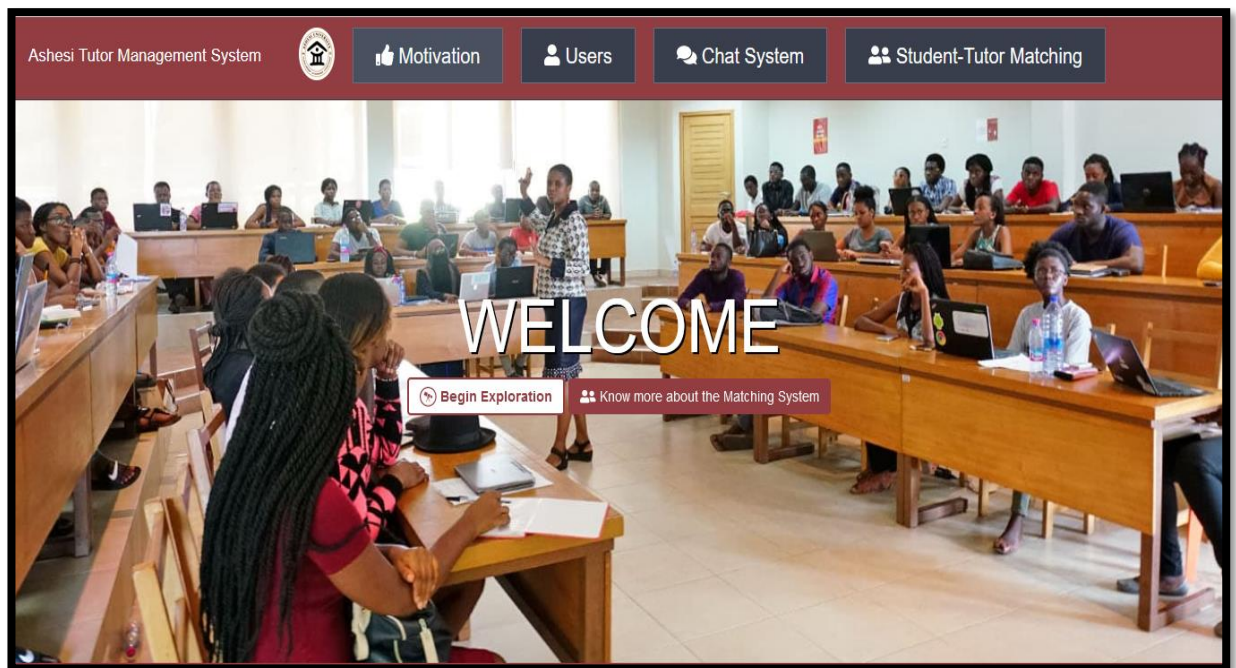 Ashesi Tutor Management System
Motivation
Users
Chat System
Student-Tutor Matching
WELCOME
Begin Exploration
Know more about the Matching System